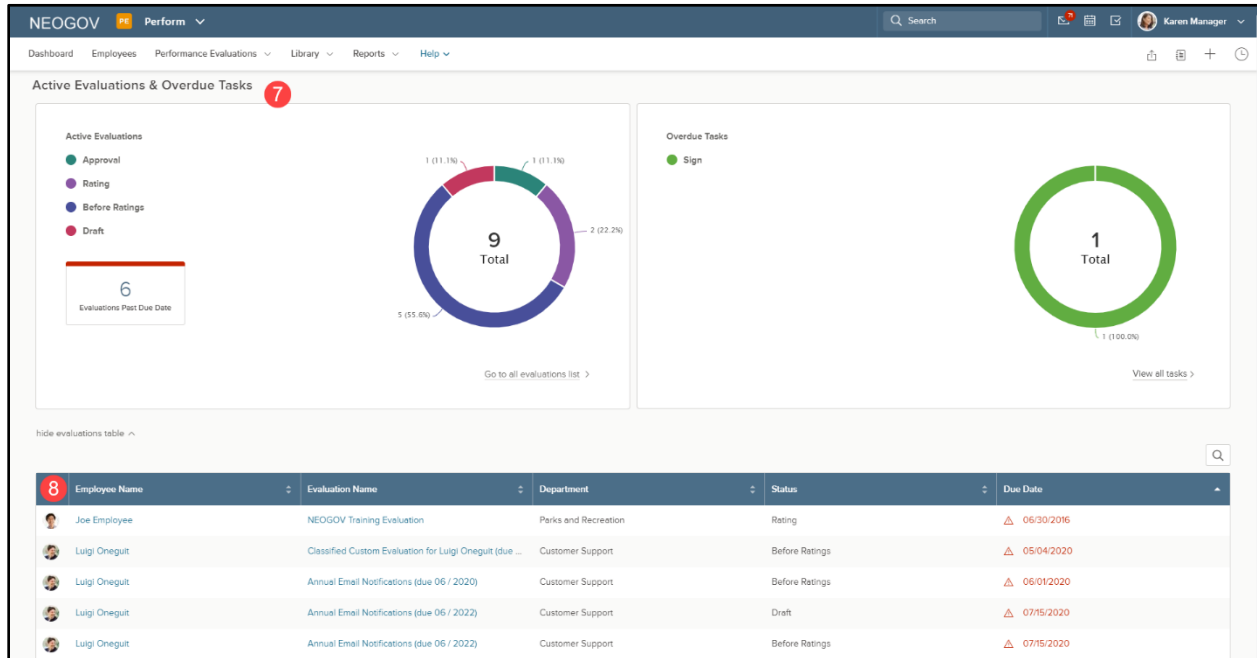 NEOGOV PE Perform Search 71 Karen Manager
Dashboard Employees Performance Evaluations Library Reports Help
Active Evaluations & Overdue Tasks 7
Active Evaluations
Approval
Rating
Before Ratings
Draft
6
Evaluations Past Due Date
1 (11.1%) 1 (11.1%)
2 (22.2%)
5 (55.6%)
9
Total
Go to all evaluations list >
Overdue Tasks
Sign
1
Total
1 (100.0%)
View all tasks >
hide evaluations table
8 Employee Name Evaluation Name Department Status Due Date
Joe Employee NEOGOV Training Evaluation Parks and Recreation Rating 06/30/2016
Luigi Oneguit Classified Custom Evaluation for Luigi Oneguit (due ... Customer Support Before Ratings 05/04/2020
Luigi Oneguit Annual Email Notifications (due 06 / 2020) Customer Support Before Ratings 06/01/2020
Luigi Oneguit Annual Email Notifications (due 06 / 2022) Customer Support Draft 07/15/2020
Luigi Oneguit Annual Email Notifications (due 06 / 2022) Customer Support Before Ratings 07/15/2020